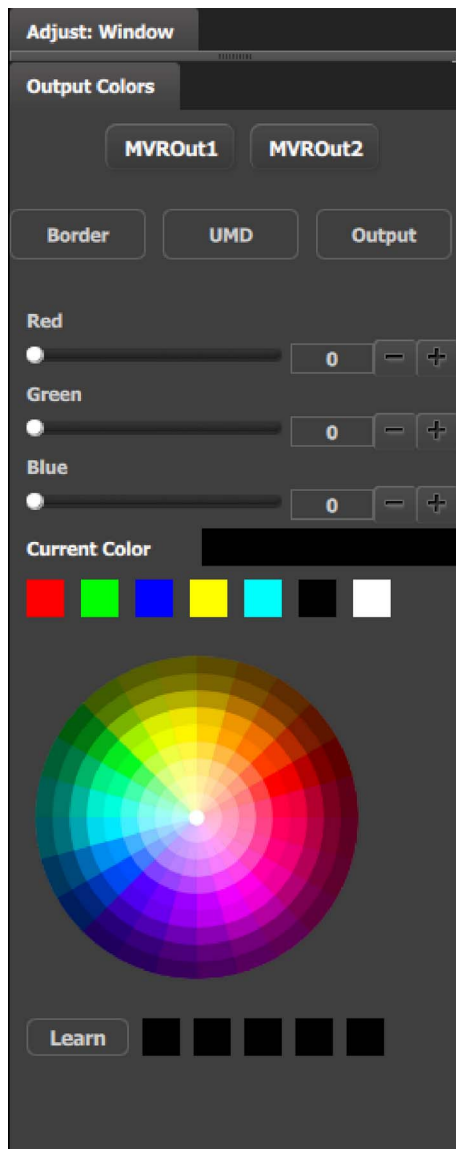 Adjust: Window
Output Colors
MVROut1 MVROut2
Border UMD Output
Red
0 − +
Green
0 − +
Blue
0 − +
Current Color
Learn